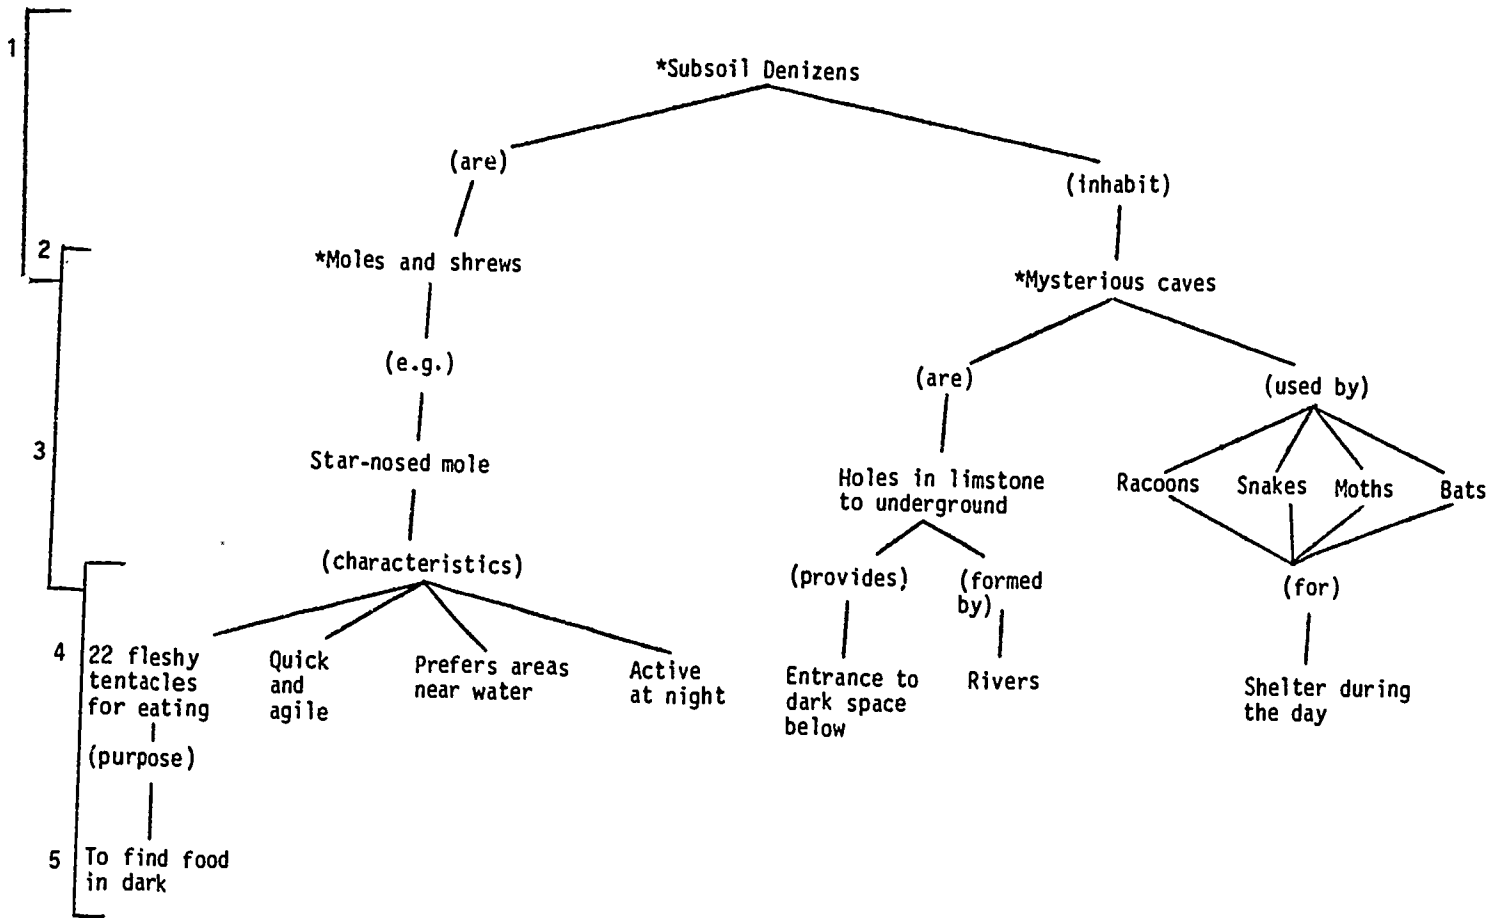 1
*Subsoil Denizens
(are)
(inhabit)
2
*Moles and shrews
*Mysterious caves
(e.g.)
(are)
(used by)
3
Star-nosed mole
Holes in limstone
to underground
Racoons
Snakes
Moths
Bats
(characteristics)
(provides)
(formed
by)
(for)
4
22 fleshy
tentacles
for eating
Quick
and
agile
Prefers areas
near water
Active
at night
Entrance to
dark space
below
Rivers
Shelter during
the day
(purpose)
5
To find food
in dark